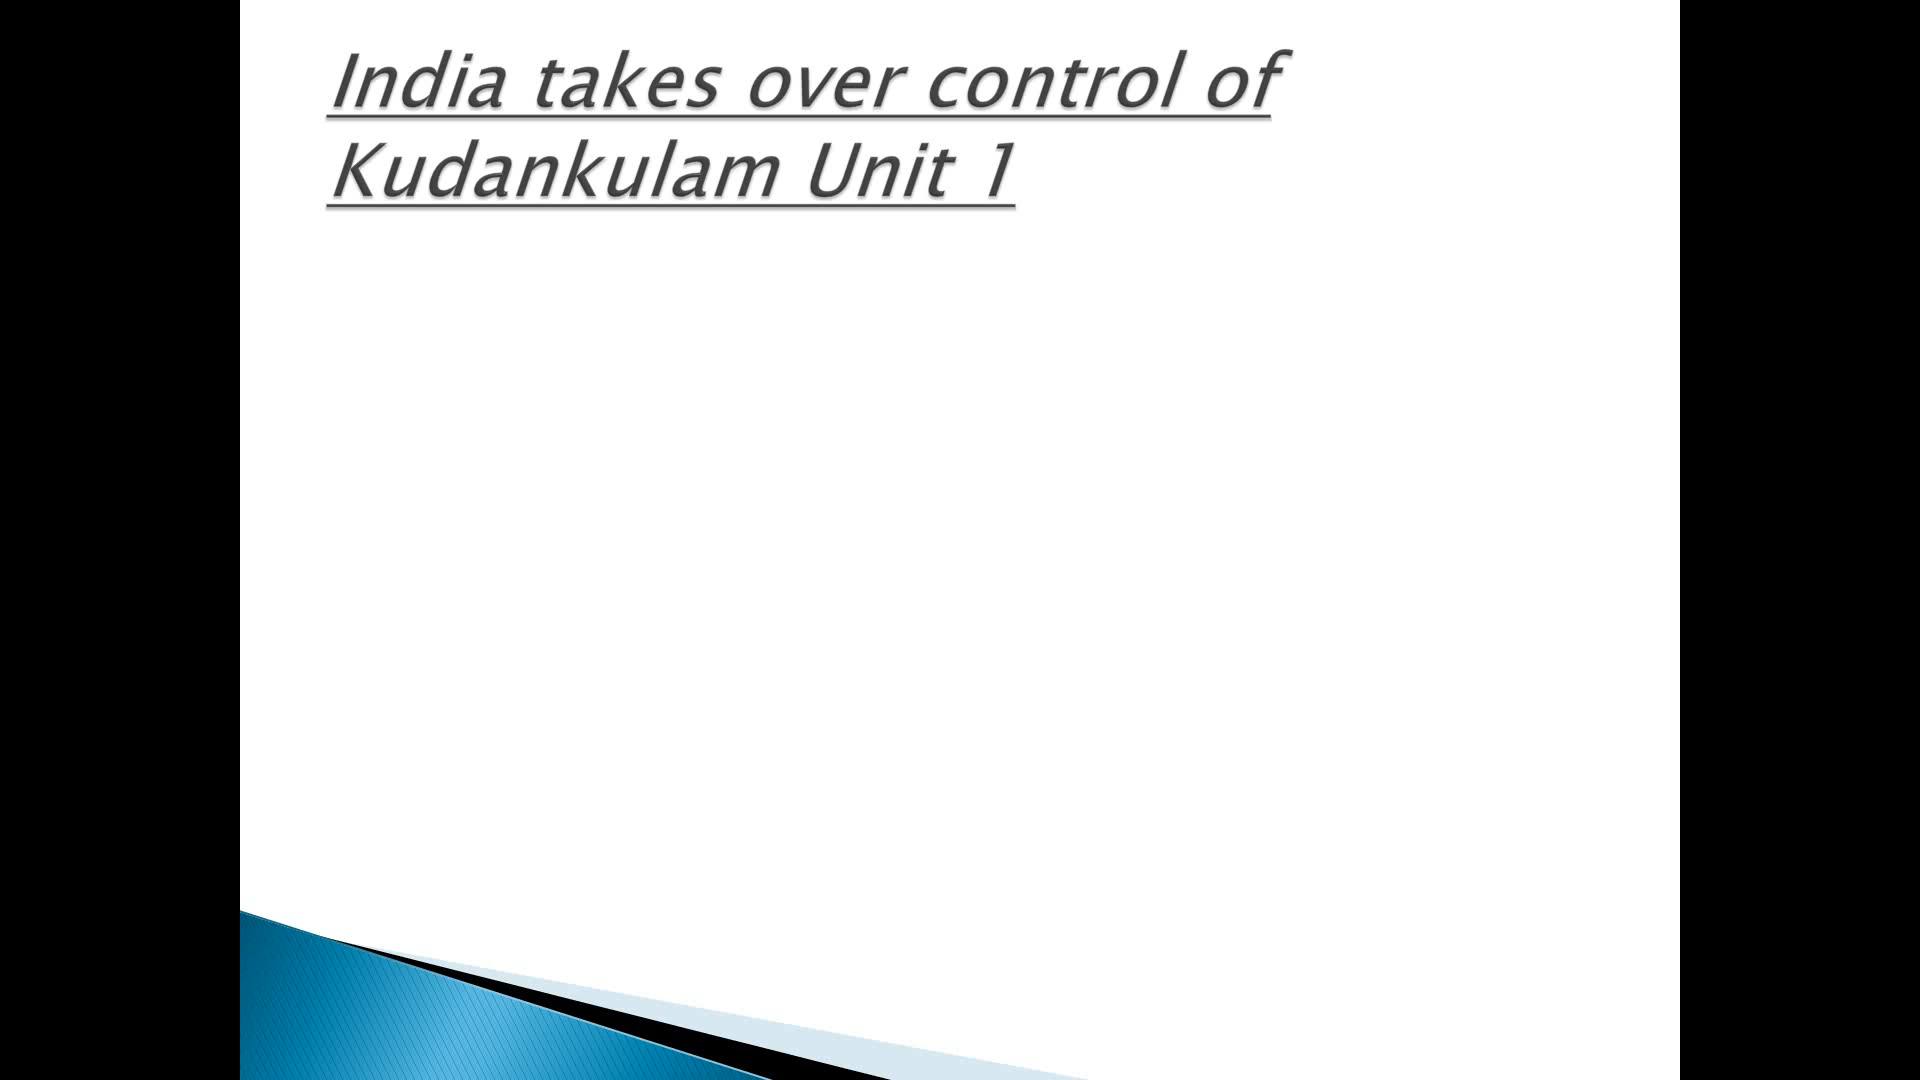 India takes over control of
Kudankulam Unit 1